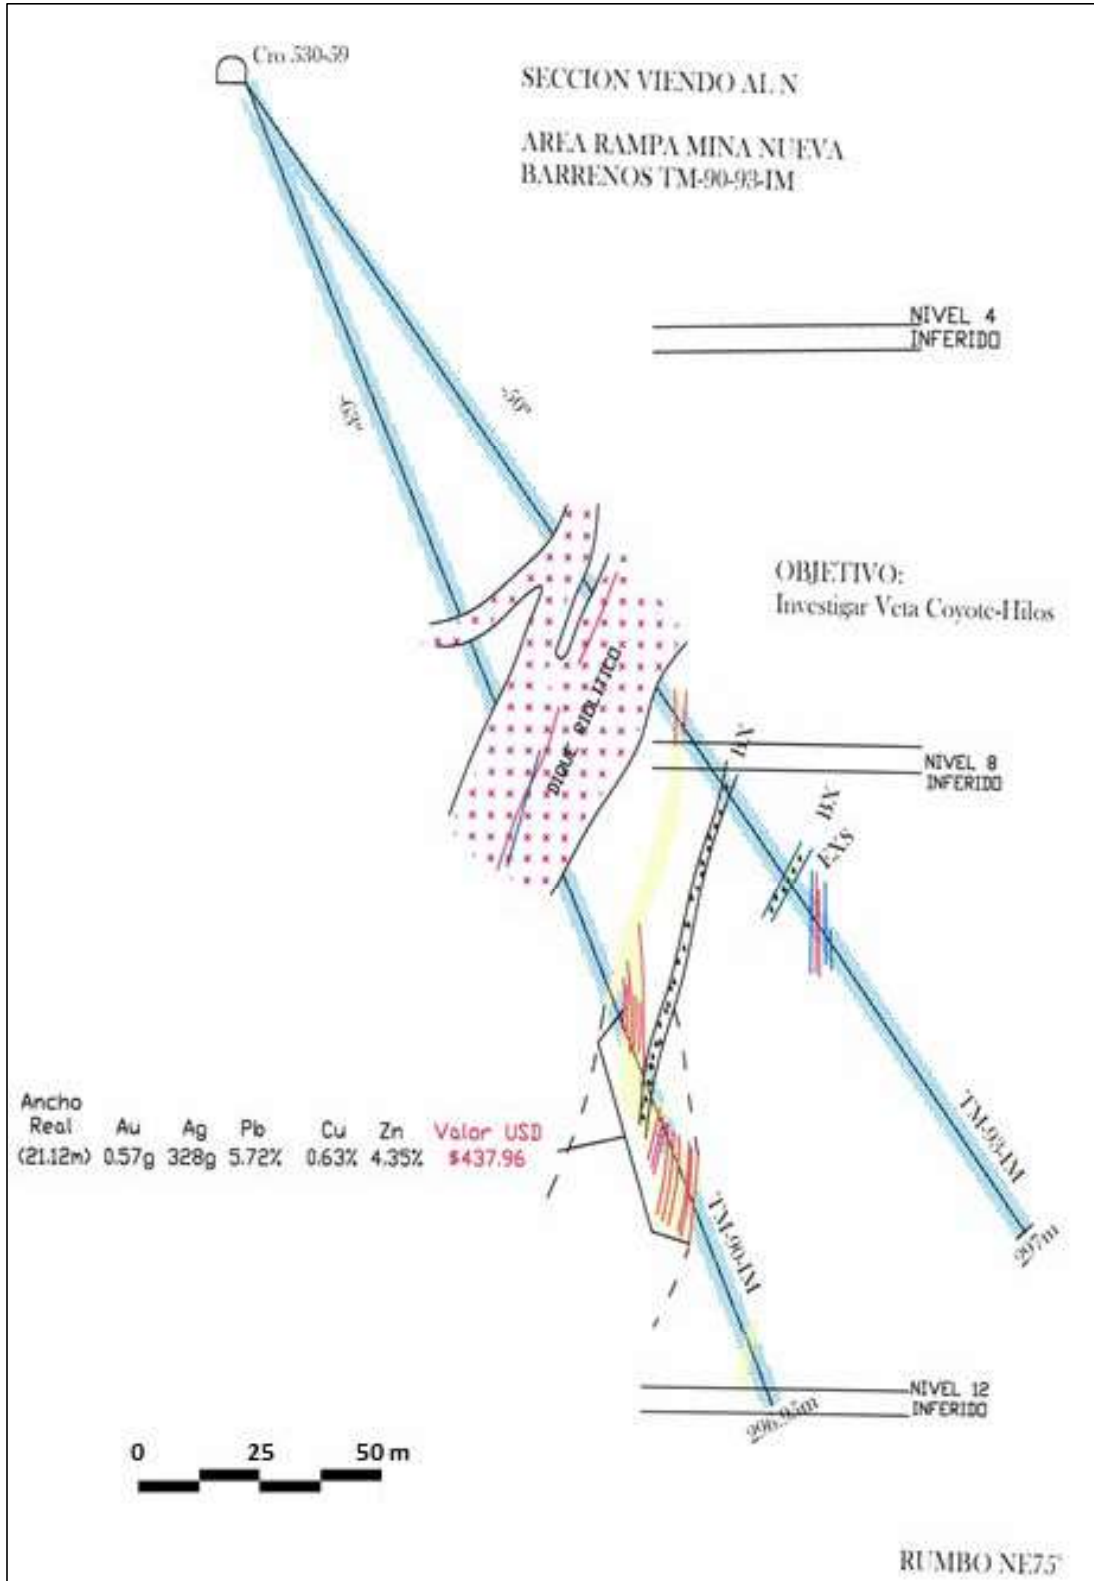 Cro 530-59
SECCION VIENDO AL N
AREA RAMPA MINA NUEVA
BARRENOS TM-90-93-IM
NIVEL 4
INFERIDO
-63°
-50°
OBJETIVO:
Investigar Veta Coyote-Hilos
DIQUE RIOLITICO
BX
NIVEL 8
INFERIDO
BX
EXS
Ancho
Real Au Ag Pb Cu Zn Valor USD
(21.12m) 0.57g 328g 5.72% 0.63% 4.35% $437.96
TM-93-IM
297m
TM-90-IM
NIVEL 12
INFERIDO
296.95m
0 25 50 m
RUMBO NE75°